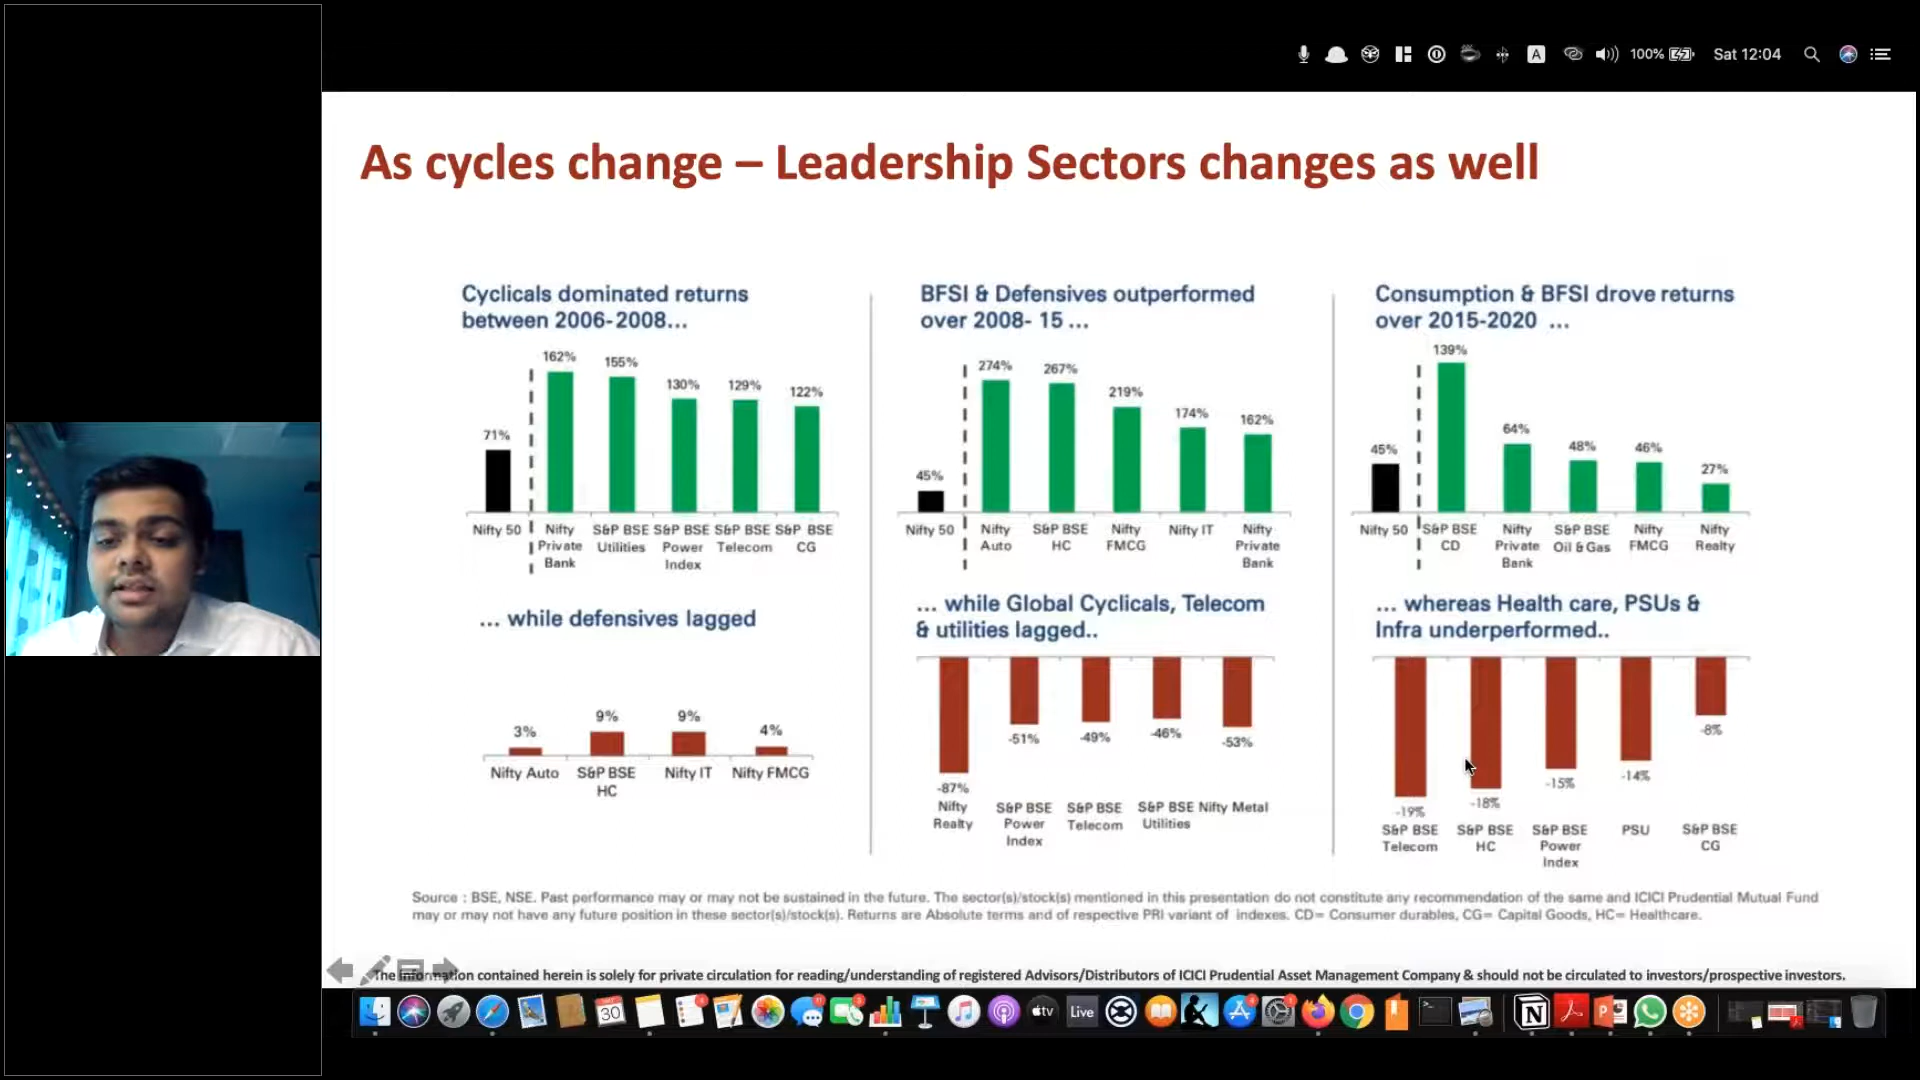 100%
Sat 12:04
As cycles change – Leadership Sectors changes as well
Cyclicals dominated returns
between 2006-2008...
71%
162%
155%
130%
129%
122%
Nifty 50
Nifty
Private
Bank
S&P BSE
Utilities
S&P BSE
Power
Index
S&P BSE
Telecom
S&P BSE
CG
... while defensives lagged
3%
9%
9%
4%
Nifty Auto
S&P BSE
HC
Nifty IT
Nifty FMCG
BFSI & Defensives outperformed
over 2008- 15 ...
45%
274%
267%
219%
174%
162%
Nifty 50
Nifty
Auto
S&P BSE
HC
Nifty
FMCG
Nifty IT
Nifty
Private
Bank
... while Global Cyclicals, Telecom
& utilities lagged..
-87%
-51%
-49%
-46%
-53%
Nifty
Realty
S&P BSE
Power
Index
S&P BSE
Telecom
S&P BSE
Utilities
Nifty Metal
Consumption & BFSI drove returns
over 2015-2020 ...
45%
139%
64%
48%
46%
27%
Nifty 50
S&P BSE
CD
Nifty
Private
Bank
S&P BSE
Oil & Gas
Nifty
FMCG
Nifty
Realty
... whereas Health care, PSUs &
Infra underperformed..
-19%
-18%
-15%
-14%
-8%
S&P BSE
Telecom
S&P BSE
HC
S&P BSE
Power
Index
PSU
S&P BSE
CG
Source : BSE, NSE. Past performance may or may not be sustained in the future. The sector(s)/stock(s) mentioned in this presentation do not constitute any recommendation of the same and ICICI Prudential Mutual Fund
may or may not have any future position in these sector(s)/stock(s). Returns are Absolute terms and of respective PRI variant of indexes. CD= Consumer durables, CG= Capital Goods, HC= Healthcare.
The information contained herein is solely for private circulation for reading/understanding of registered Advisors/Distributors of ICICI Prudential Asset Management Company & should not be circulated to investors/prospective investors.
30
tv
Live